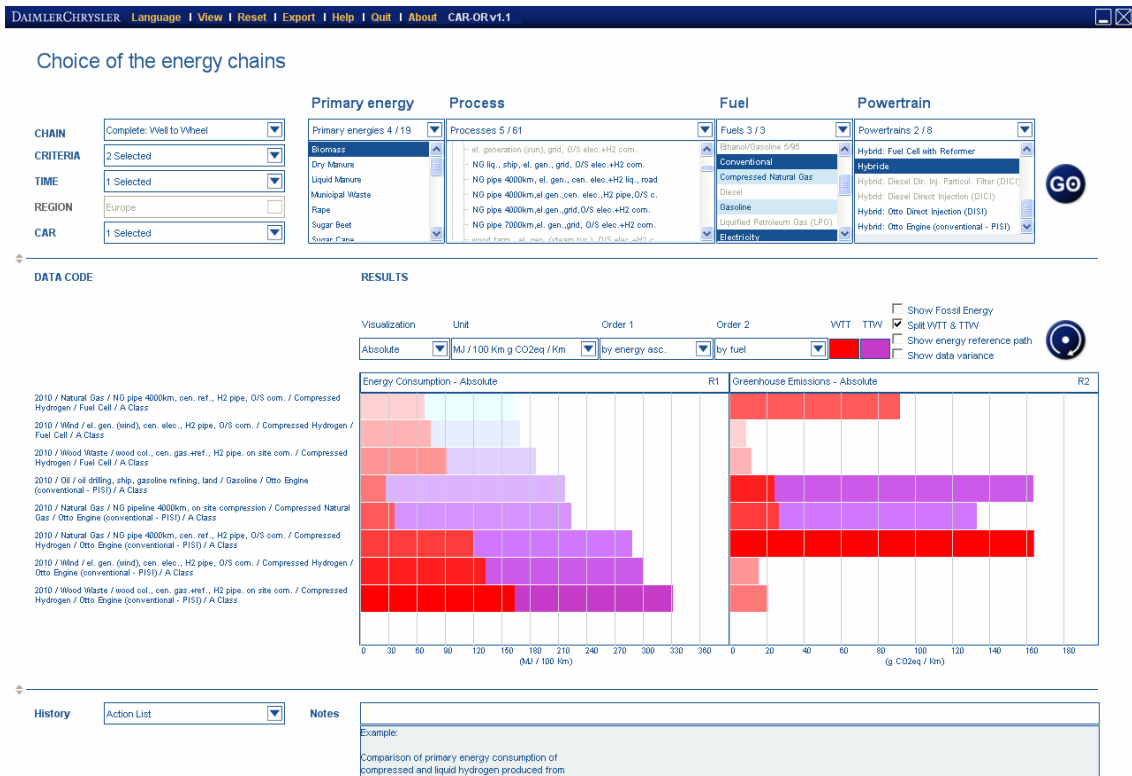 DAIMLERCHRYSLER Language I View I Reset I Export I Help I Quit I About CAR-OR v1.1
Choice of the energy chains
Primary energy Process Fuel Powertrain
CHAIN Complete: Well to Wheel
CRITERIA 2 Selected
TIME 1 Selected
REGION Europe
CAR 1 Selected
Primary energies 4 / 19
Biomass
Dry Manure
Liquid Manure
Municipal Waste
Rape
Sugar Beet
Sugar Cane
Processes 5 / 61
el. generation (sun), grid, O/S elec.+H2 com.
NG liq., ship, el. gen., grid, O/S elec.+H2 com.
NG pipe 4000km, el. gen., cen. elec.+H2 liq., road
NG pipe 4000km,el.gen.,cen. elec.,H2 pipe,O/S c.
NG pipe 4000km,el.gen.,grid,O/S elec.+H2 com.
NG pipe 7000km,el. gen.,grid, O/S elec.+H2 com.
wood farm., el. gen. (steam tur.), O/S elec.+H2 c.
Fuels 3 / 3
Ethanol/Gasoline 5/95
Conventional
Compressed Natural Gas
Diesel
Gasoline
Liquified Petroleum Gas (LPG)
Electricity
Powertrains 2 / 8
Hybrid: Fuel Cell with Reformer
Hybride
Hybrid: Diesel Dir. Inj. Particul. Filter (DICI)
Hybrid: Diesel Direct Injection (DICI)
Hybrid: Otto Direct Injection (DISI)
Hybrid: Otto Engine (conventional - PISI)
GO
DATA CODE RESULTS
Visualization Unit Order 1 Order 2 WTT TTW
Absolute MJ / 100 Km g CO2eq / Km by energy asc. by fuel
Show Fossil Energy
Split WTT & TTW
Show energy reference path
Show data variance
Energy Consumption - Absolute R1 Greenhouse Emissions - Absolute R2
2010 / Natural Gas / NG pipe 4000km, cen. ref., H2 pipe, O/S com. / Compressed
Hydrogen / Fuel Cell / A Class
2010 / Wind / el. gen. (wind), cen. elec., H2 pipe, O/S com. / Compressed Hydrogen /
Fuel Cell / A Class
2010 / Wood Waste / wood col., cen. gas.+ref., H2 pipe. on site com. / Compressed
Hydrogen / Fuel Cell / A Class
2010 / Oil / oil drilling, ship, gasoline refining, land / Gasoline / Otto Engine
(conventional - PISI) / A Class
2010 / Natural Gas / NG pipeline 4000km, on site compression / Compressed Natural
Gas / Otto Engine (conventional - PISI) / A Class
2010 / Natural Gas / NG pipe 4000km, cen. ref., H2 pipe, O/S com. / Compressed
Hydrogen / Otto Engine (conventional - PISI) / A Class
2010 / Wind / el. gen. (wind), cen. elec., H2 pipe, O/S com. / Compressed Hydrogen /
Otto Engine (conventional - PISI) / A Class
2010 / Wood Waste / wood col., cen. gas.+ref., H2 pipe. on site com. / Compressed
Hydrogen / Otto Engine (conventional - PISI) / A Class
0 30 60 90 120 150 180 210 240 270 300 330 360
(MJ / 100 Km)
0 20 40 60 80 100 120 140 160 180
(g CO2eq / Km)
History Action List Notes
Example:
Comparison of primary energy consumption of
compressed and liquid hydrogen produced from